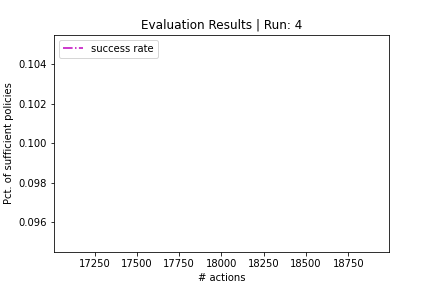 Evaluation Results | Run: 4
success rate
Pct. of sufficient policies
0.104
0.102
0.100
0.098
0.096
17250 17500 17750 18000 18250 18500 18750
# actions